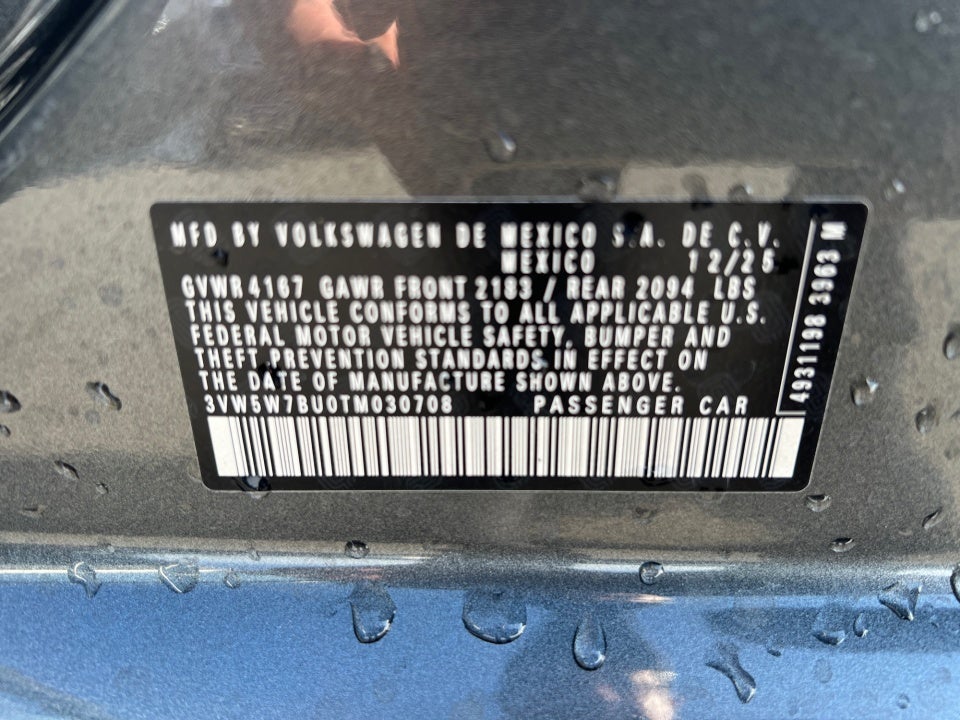 MFD BY VOLKSWAGEN DE MEXICO S.A. DE C.V.
MEXICO 12/25
GVWR 4167 GAWR FRONT 2183 / REAR 2094 LBS
THIS VEHICLE CONFORMS TO ALL APPLICABLE U.S.
FEDERAL MOTOR VEHICLE SAFETY, BUMPER AND
THEFT PREVENTION STANDARDS IN EFFECT ON
THE DATE OF MANUFACTURE SHOWN ABOVE.
3VW5W7BU0TM030708 PASSENGER CAR
4931198 3963 M